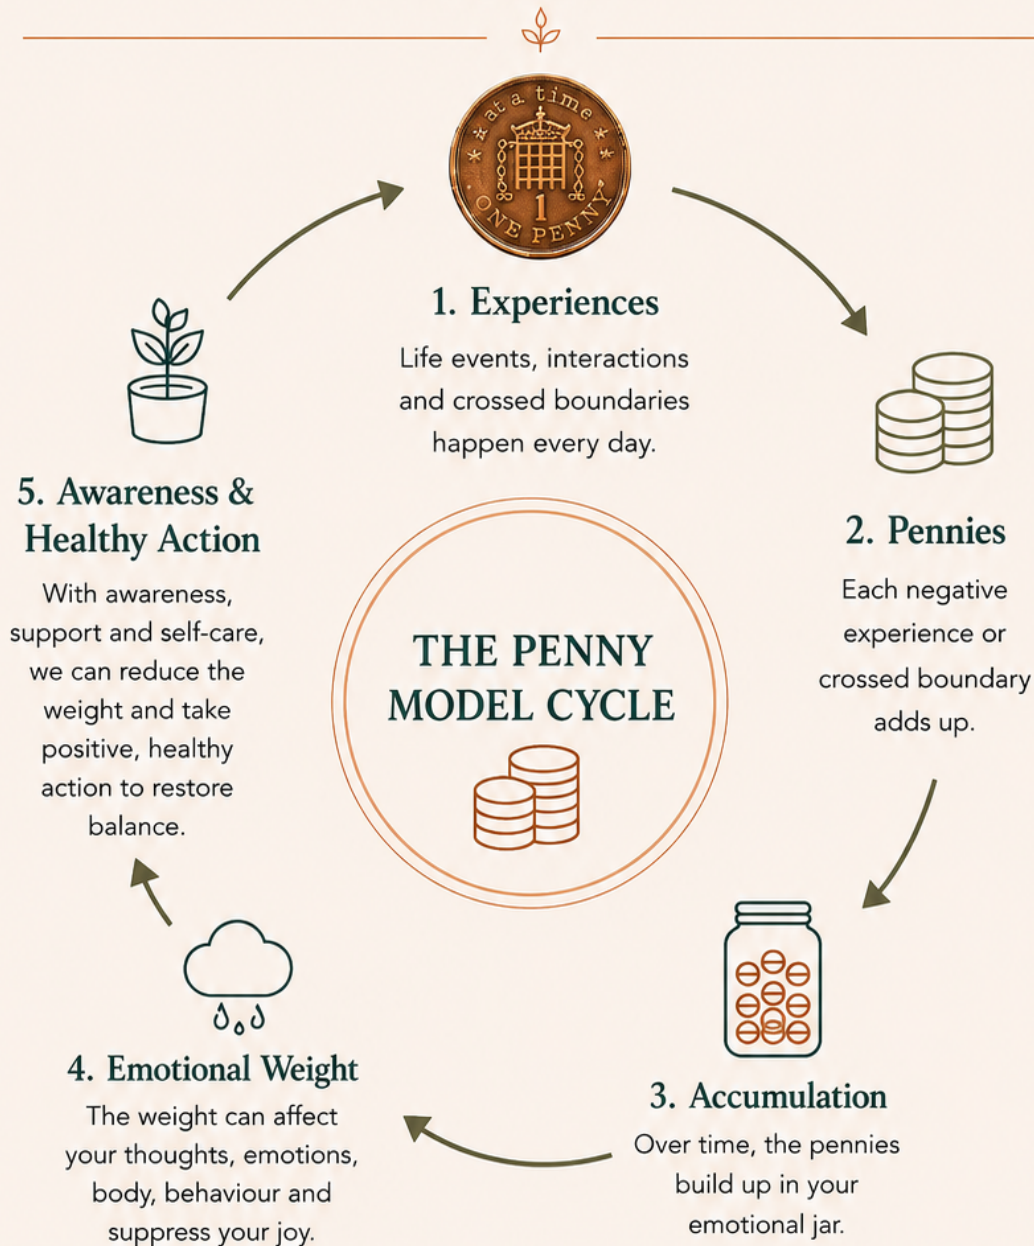 at a time
1
ONE PENNY
1. Experiences
Life events, interactions
and crossed boundaries
happen every day.
2. Pennies
Each negative
experience or
crossed boundary
adds up.
3. Accumulation
Over time, the pennies
build up in your
emotional jar.
4. Emotional Weight
The weight can affect
your thoughts, emotions,
body, behaviour and
suppress your joy.
5. Awareness &
Healthy Action
With awareness,
support and self-care,
we can reduce the
weight and take
positive, healthy
action to restore
balance.
THE PENNY
MODEL CYCLE